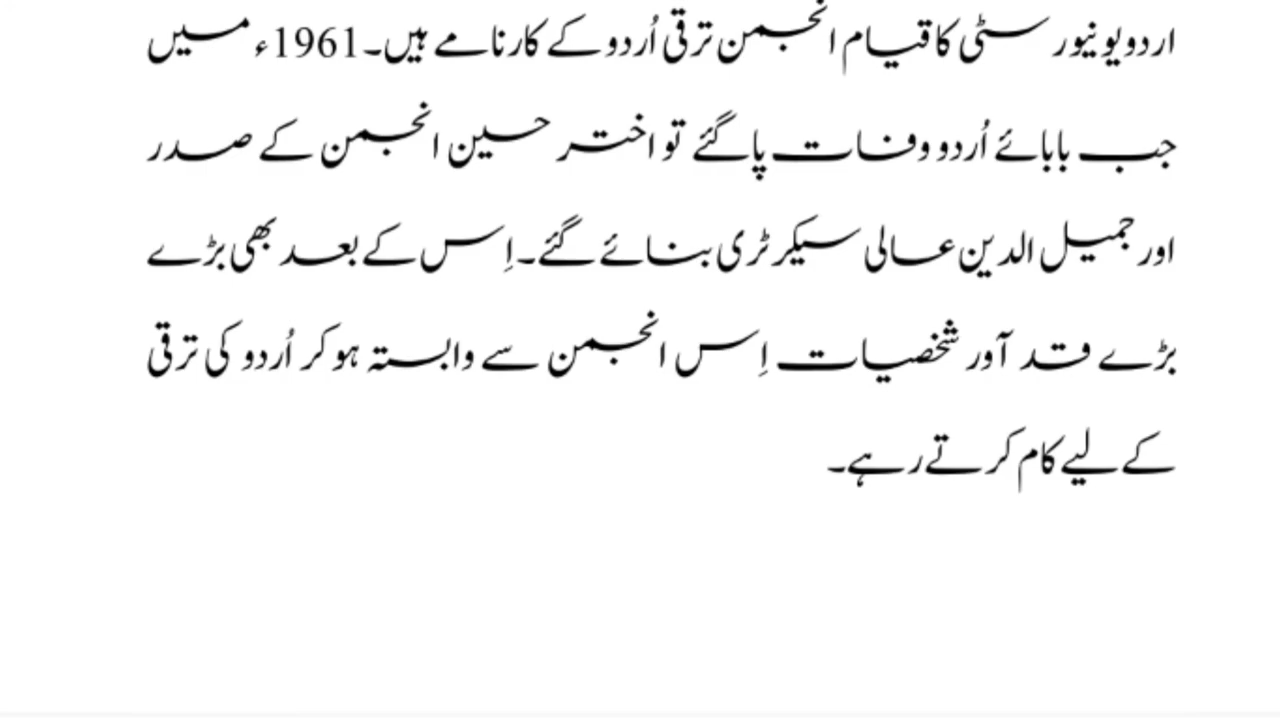 اردو یونیورسٹی کا قیام انجمن ترقی اُردو کے کارنامے ہیں۔ 1961ء میں
جب بابائے اُردو وفات پا گئے تو اختر حسین انجمن کے صدر
اور جمیل الدین عالی سیکرٹری بنائے گئے۔ اِس کے بعد بھی بڑے
بڑے قد آور شخصیات اِس انجمن سے وابستہ ہو کر اُردو کی ترقی
کے لیے کام کرتے رہے۔